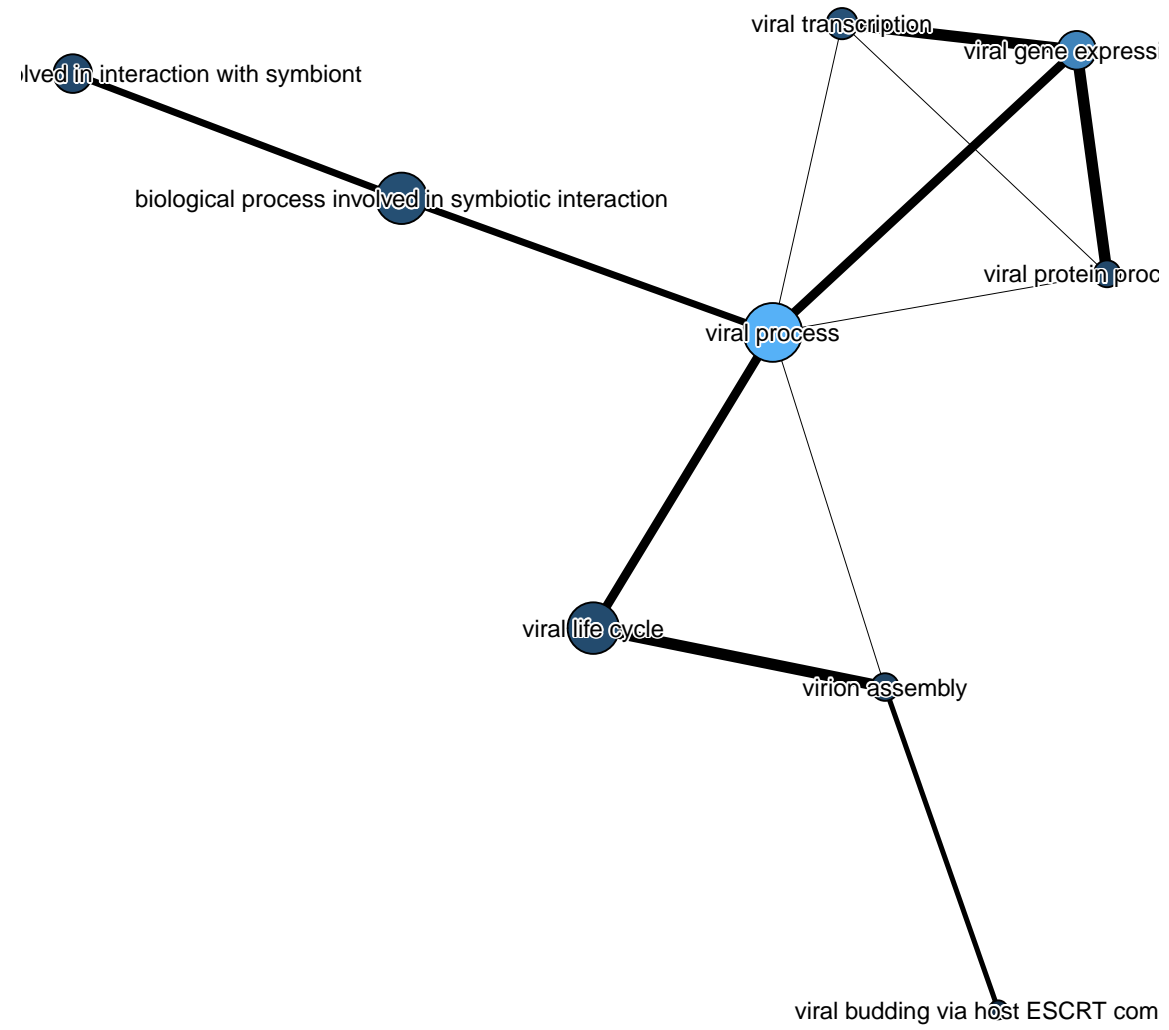 viral transcription
viral gene express
lved in interaction with symbiont
biological process involved in symbiotic interaction
viral protein proc
viral process
viral life cycle
virion assembly
viral budding via host ESCRT com